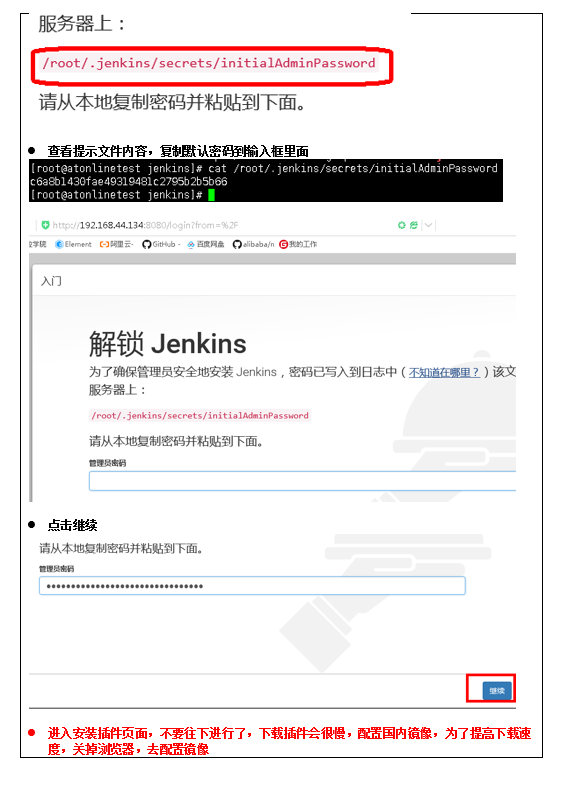 服务器上：
/root/.jenkins/secrets/initialAdminPassword
请从本地复制密码并粘贴到下面。
● 查看提示文件内容，复制默认密码到输入框里面
[root@atonlinetest jenkins]# cat /root/.jenkins/secrets/initialAdminPassword
c6a8b1430fae49319481c2795b2b5b66
[root@atonlinetest jenkins]#
http://192.168.44.134:8080/login?from=%2F
教学院 Element 阿里云- GitHub - 百度网盘 alibaba/n 我的工作
入门
解锁 Jenkins
为了确保管理员安全地安装 Jenkins，密码已写入到日志中（不知道在哪里？）该文
服务器上：
/root/.jenkins/secrets/initialAdminPassword
请从本地复制密码并粘贴到下面。
管理员密码
● 点击继续
请从本地复制密码并粘贴到下面。
管理员密码
••••••••••••••••••••••••••••••••
继续
● 进入安装插件页面，不要往下进行了，下载插件会很慢，配置国内镜像，为了提高下载速
度，关掉浏览器，去配置镜像